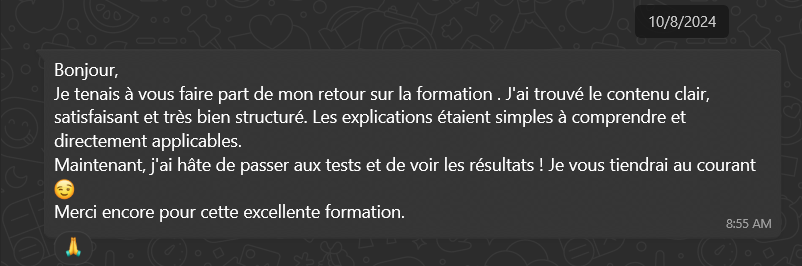 10/8/2024
Bonjour,
Je tenais à vous faire part de mon retour sur la formation . J'ai trouvé le contenu clair,
satisfaisant et très bien structuré. Les explications étaient simples à comprendre et
directement applicables.
Maintenant, j'ai hâte de passer aux tests et de voir les résultats ! Je vous tiendrai au courant
😉
Merci encore pour cette excellente formation.
8:55 AM
🙏